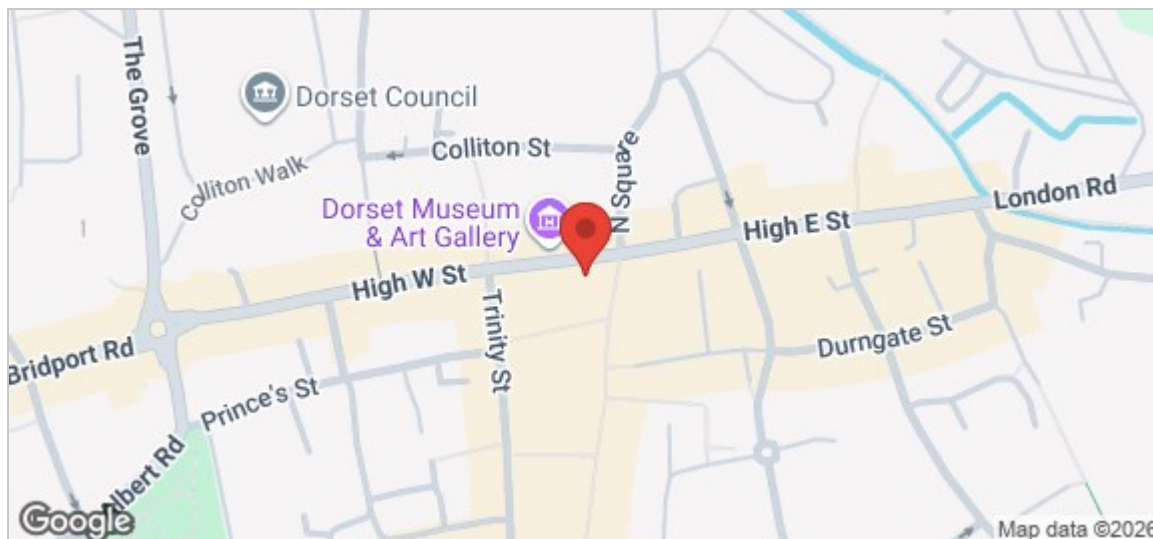 The Grove
Dorset Council
Colliton St
Colliton Walk
N Square
London Rd
Dorset Museum
& Art Gallery
High E St
High W St
Trinity St
Durngate St
Bridport Rd
Prince's St
Albert Rd
Google
Map data ©2026